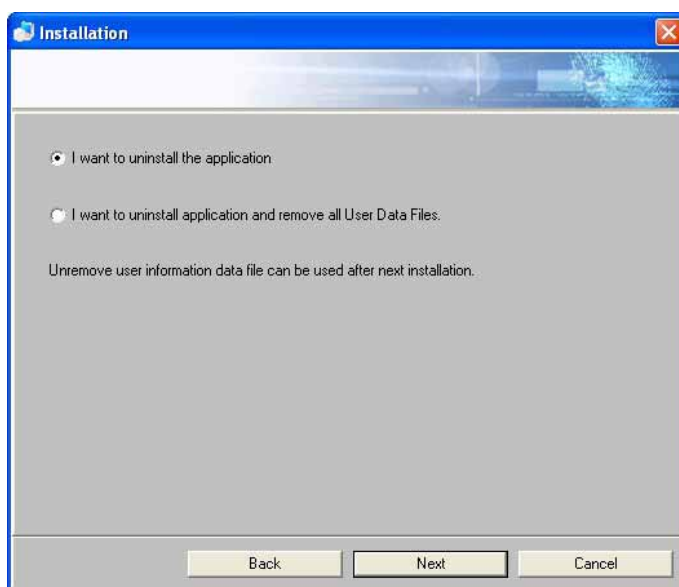 Installation
I want to uninstall the application
I want to uninstall application and remove all User Data Files.
Unremove user information data file can be used after next installation.
Back
Next
Cancel